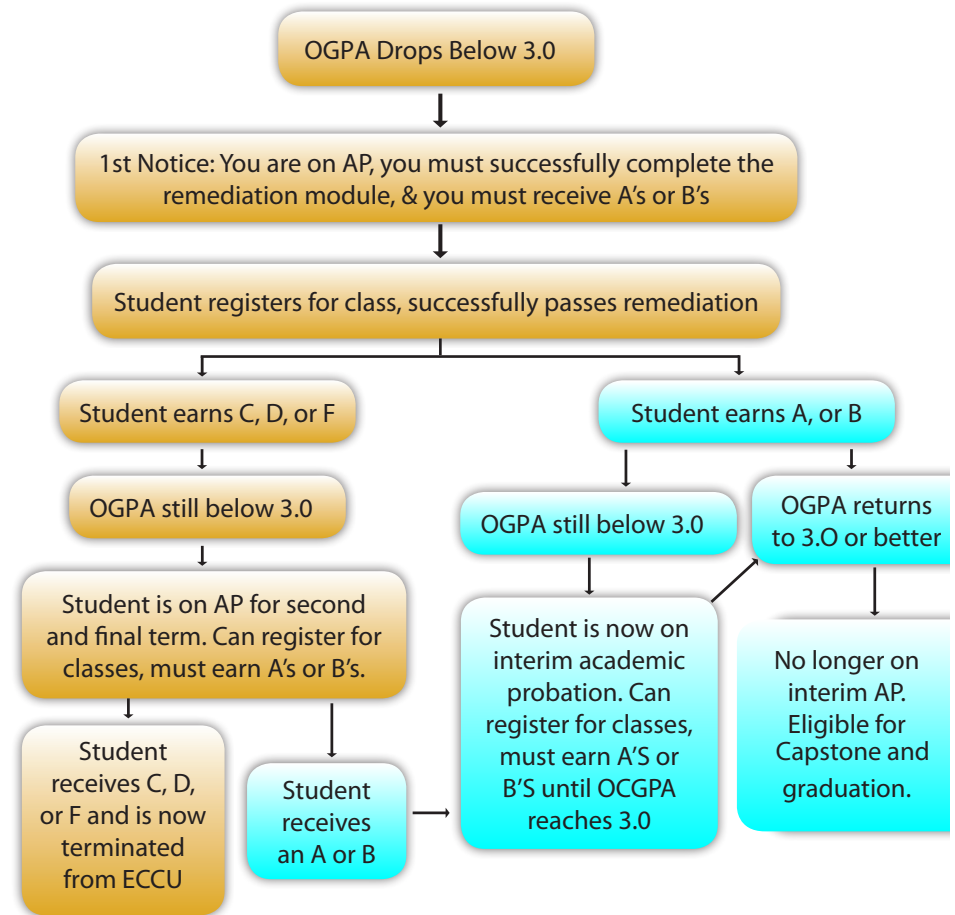 OGPA Drops Below 3.0
1st Notice: You are on AP, you must successfully complete the
remediation module, & you must receive A's or B's
Student registers for class, successfully passes remediation
Student earns C, D, or F
Student earns A, or B
OGPA still below 3.0
OGPA still below 3.0
OGPA returns
to 3.O or better
Student is on AP for second
and final term. Can register for
classes, must earn A's or B's.
Student is now on
interim academic
probation. Can
register for classes,
must earn A'S or
B'S until OCGPA
reaches 3.0
No longer on
interim AP.
Eligible for
Capstone and
graduation.
Student
receives C, D,
or F and is now
terminated
from ECCU
Student
receives
an A or B